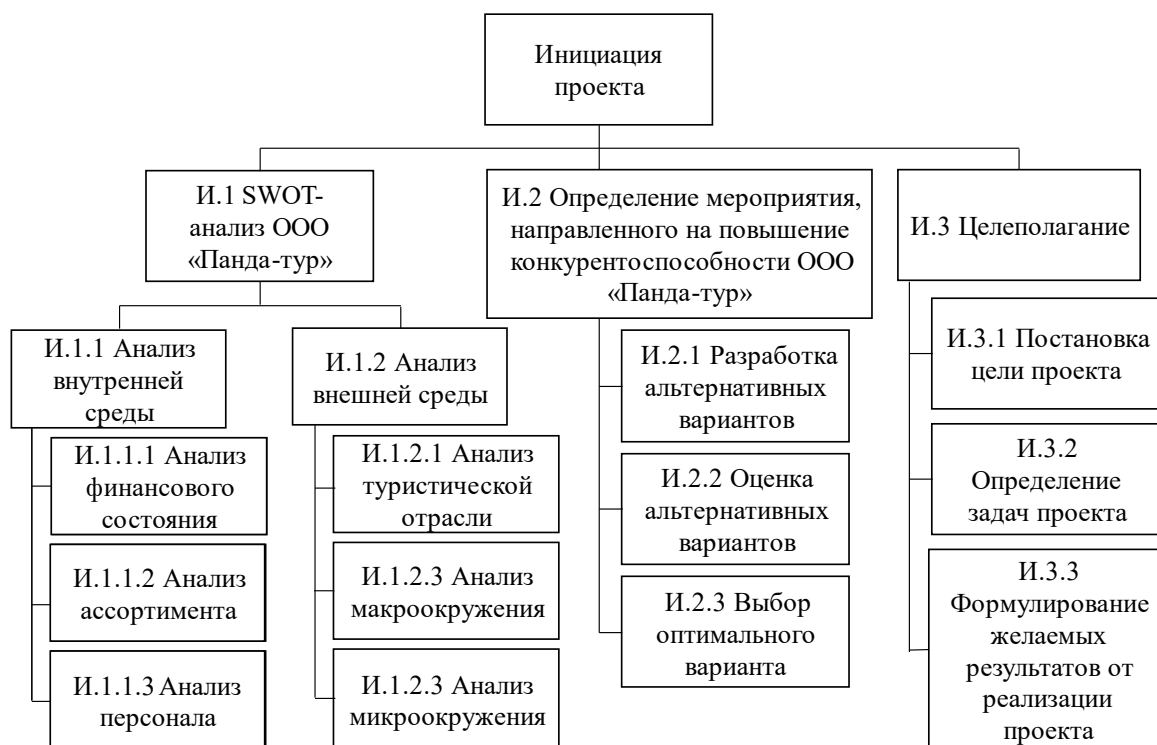 Инициация
проекта
И.1 SWOT-
анализ ООО
«Панда-тур»
И.2 Определение мероприятия,
направленного на повышение
конкурентоспособности ООО
«Панда-тур»
И.3 Целеполагание
И.1.1 Анализ
внутренней
среды
И.1.1.1 Анализ
финансового
состояния
И.1.1.2 Анализ
ассортимента
И.1.1.3 Анализ
персонала
И.1.2 Анализ
внешней среды
И.1.2.1 Анализ
туристической
отрасли
И.1.2.3 Анализ
макроокружения
И.1.2.3 Анализ
микроокружения
И.2.1 Разработка
альтернативных
вариантов
И.2.2 Оценка
альтернативных
вариантов
И.2.3 Выбор
оптимального
варианта
И.3.1 Постановка
цели проекта
И.3.2
Определение
задач проекта
И.3.3
Формулирование
желаемых
результатов от
реализации
проекта